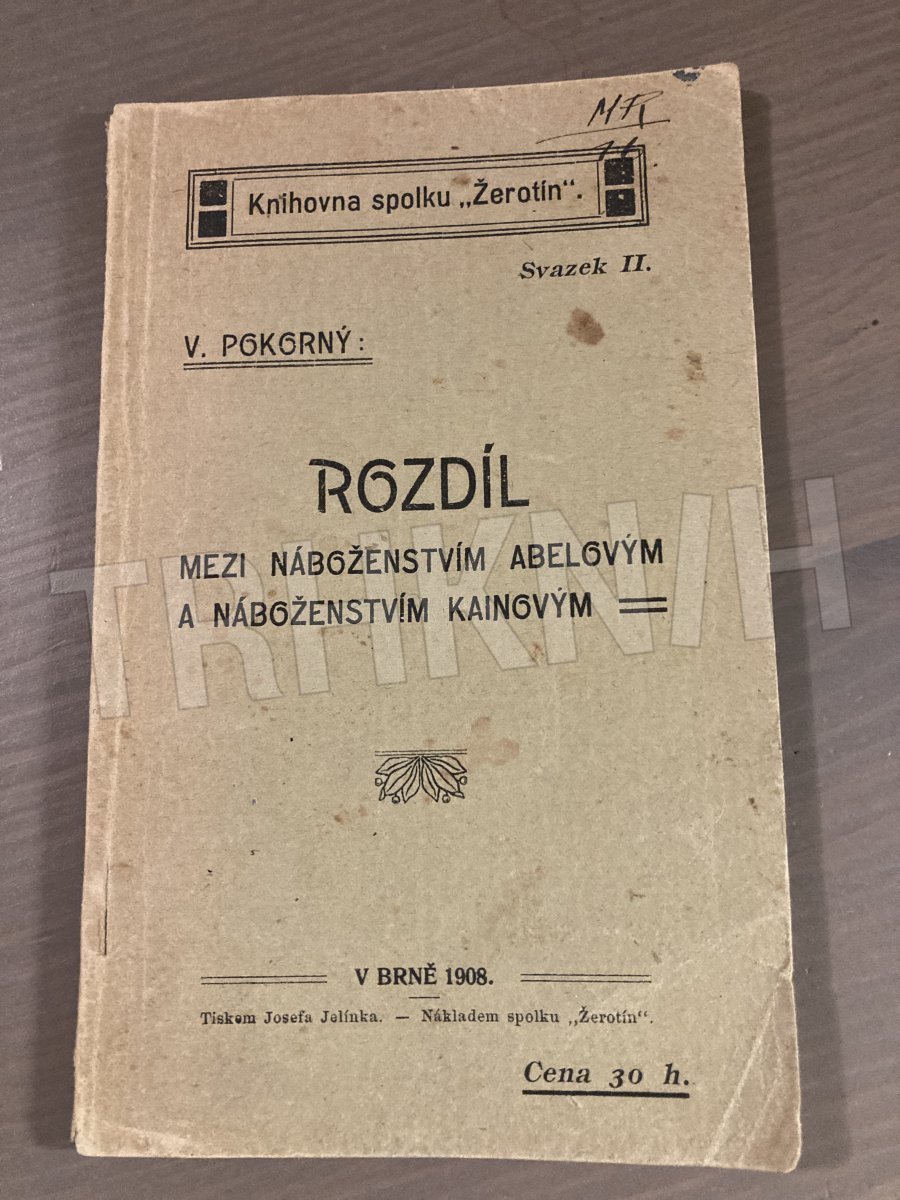 Knihovna spolku „Žerotín“.
Svazek II.
V. POKORNÝ:
ROZDÍL
MEZI NÁBOŽENSTVÍM ABELOVÝM
A NÁBOŽENSTVÍM KAINOVÝM
V BRNĚ 1908.
Tiskem Josefa Jelínka. — Nákladem spolku „Žerotín“.
Cena 30 h.
TRHKNIH